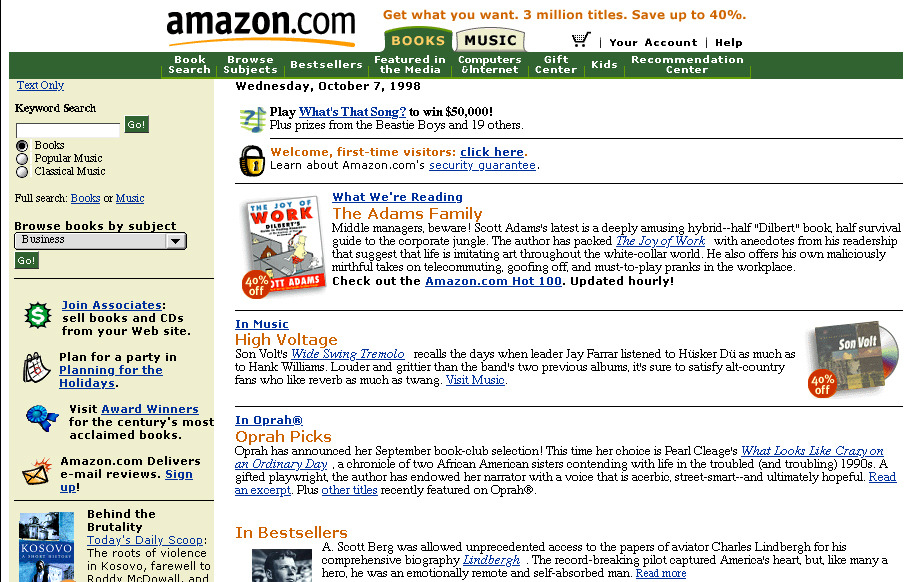 amazon.com
Get what you want. 3 million titles. Save up to 40%.
BOOKS
MUSIC
| Your Account | Help
Book Search
Browse Subjects
Bestsellers
Featured in the Media
Computers & Internet
Gift Center
Kids
Recommendation Center
Text Only
Keyword Search
Go!
Books
Popular Music
Classical Music
Full search: Books or Music
Browse books by subject
Business
Go!
Join Associates:
sell books and CDs
from your Web site.
Plan for a party in
Planning for the
Holidays.
Visit Award Winners
for the century's most
acclaimed books.
Amazon.com Delivers
e-mail reviews. Sign
up!
Behind the
Brutality
Today's Daily Scoop:
The roots of violence
in Kosovo, farewell to
Roddy McDowall, and
KOSOVO
A SHORT HISTORY
Wednesday, October 7, 1998
Play What's That Song? to win $50,000!
Plus prizes from the Beastie Boys and 19 others.
Welcome, first-time visitors: click here.
Learn about Amazon.com's security guarantee.
THE JOY OF
WORK
DILBERT'S
SCOTT ADAMS
40%
off
What We're Reading
The Adams Family
Middle managers, beware! Scott Adams's latest is a deeply amusing hybrid--half "Dilbert" book, half survival
guide to the corporate jungle. The author has packed The Joy of Work with anecdotes from his readership
that suggest that life is imitating art throughout the white-collar world. He also offers his own maliciously
mirthful takes on telecommuting, goofing off, and must-to-play pranks in the workplace.
Check out the Amazon.com Hot 100. Updated hourly!
In Music
High Voltage
Son Volt's Wide Swing Tremolo recalls the days when leader Jay Farrar listened to Hüsker Dü as much as
to Hank Williams. Louder and grittier than the band's two previous albums, it's sure to satisfy alt-country
fans who like reverb as much as twang. Visit Music.
Son Volt
40%
off
In Oprah®
Oprah Picks
Oprah has announced her September book-club selection! This time her choice is Pearl Cleage's What Looks Like Crazy on
an Ordinary Day , a chronicle of two African American sisters contending with life in the troubled (and troubling) 1990s. A
gifted playwright, the author has endowed her narrator with a voice that is acerbic, street-smart--and ultimately hopeful. Read
an excerpt. Plus other titles recently featured on Oprah®.
In Bestsellers
A. Scott Berg was allowed unprecedented access to the papers of aviator Charles Lindbergh for his
comprehensive biography Lindbergh . The record-breaking pilot captured America's heart, but, like many a
hero, he was an emotionally remote and self-absorbed man. Read more